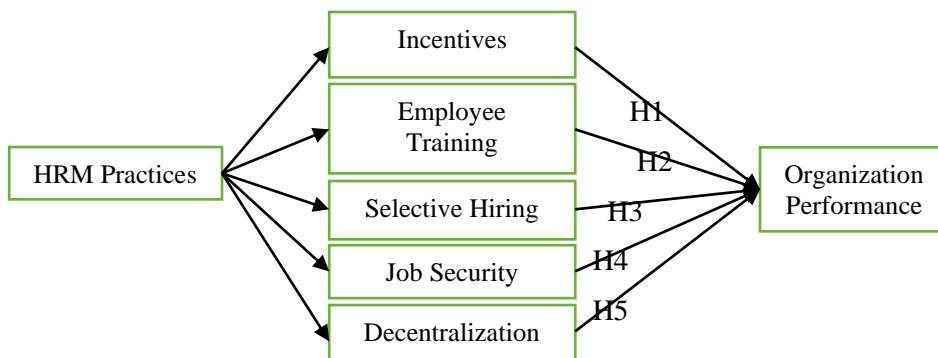 HRM Practices
Incentives
Employee
Training
Selective Hiring
Job Security
Decentralization
H1
H2
H3
H4
H5
Organization
Performance